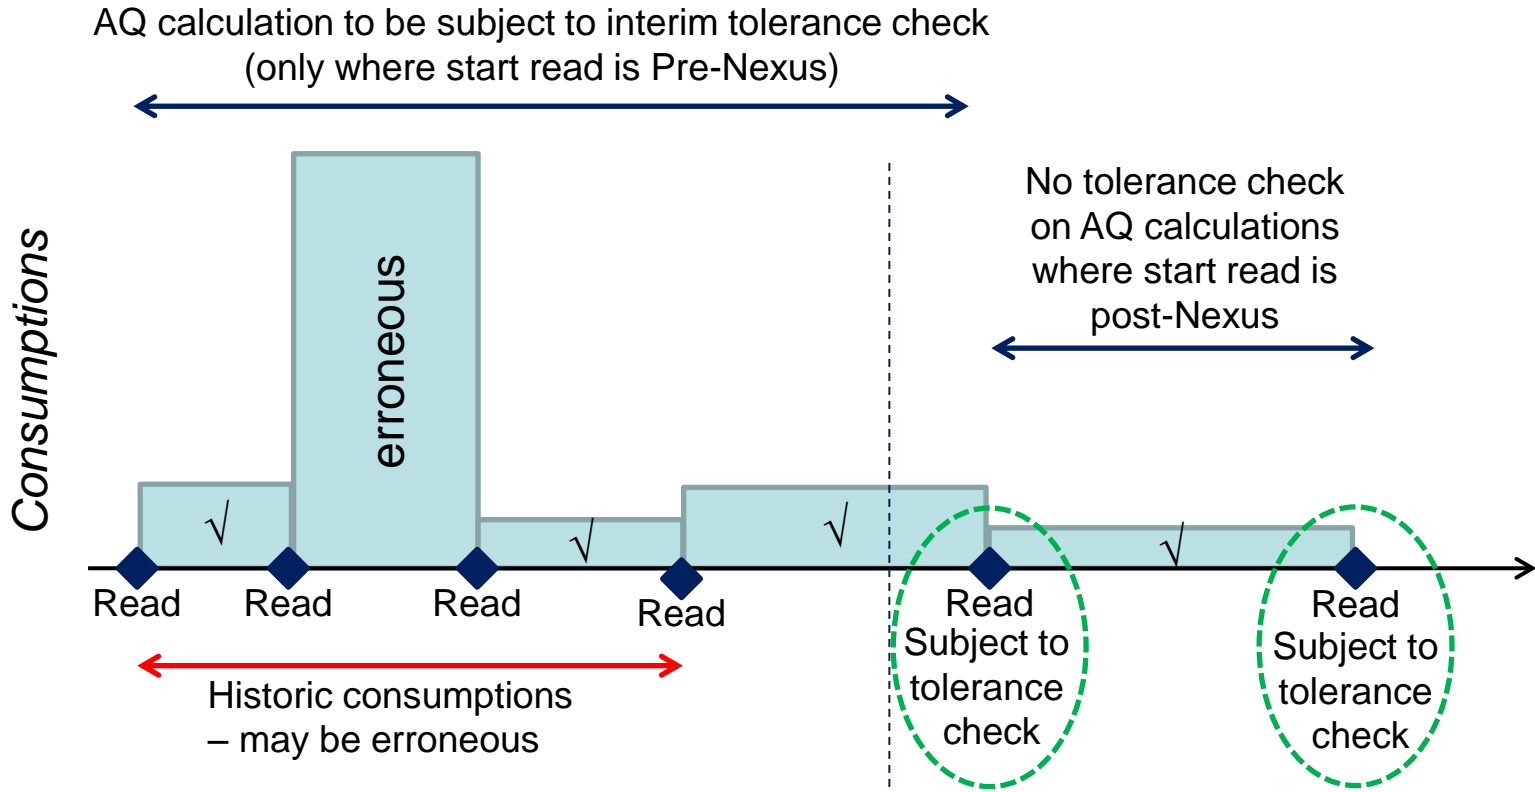 AQ calculation to be subject to interim tolerance check
(only where start read is Pre-Nexus)
No tolerance check
on AQ calculations
where start read is
post-Nexus
Consumptions
erroneous
√
√
√
√
Read
Read
Read
Read
Read
Subject to
tolerance
check
Read
Subject to
tolerance
check
Historic consumptions
– may be erroneous